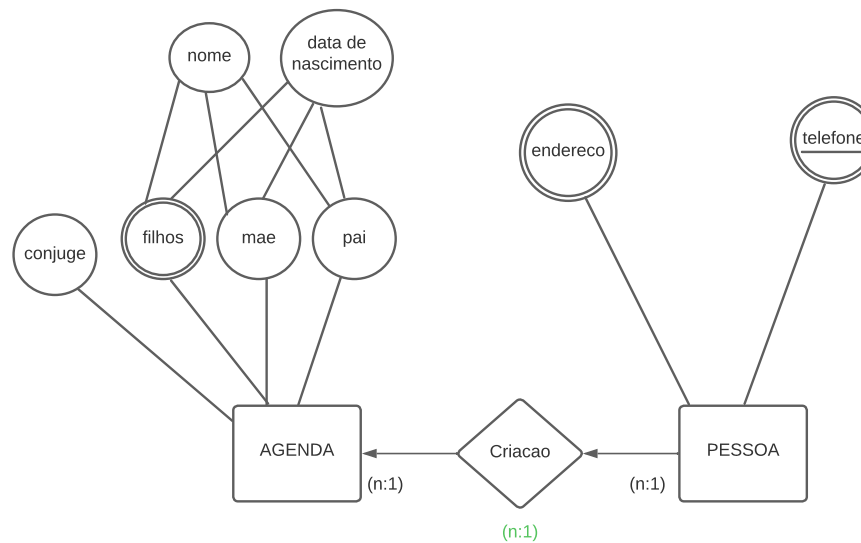 nome
data de
nascimento
endereco
telefone
conjuge
filhos
mae
pai
AGENDA
Criacao
PESSOA
(n:1)
(n:1)
(n:1)